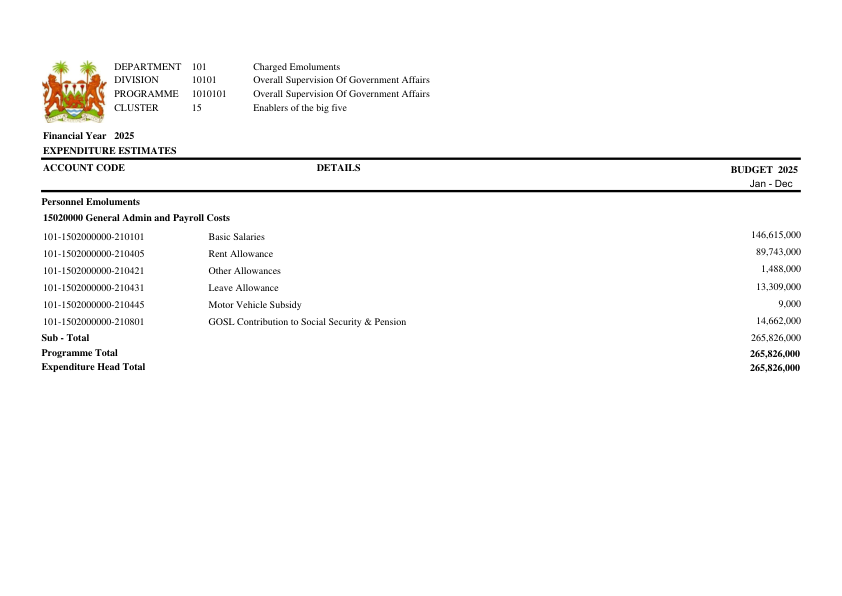 DEPARTMENT 101 Charged Emoluments
DIVISION 10101 Overall Supervision Of Government Affairs
PROGRAMME 1010101 Overall Supervision Of Government Affairs
CLUSTER 15 Enablers of the big five
Financial Year 2025
EXPENDITURE ESTIMATES
ACCOUNT CODE DETAILS BUDGET 2025
Jan - Dec
Personnel Emoluments
15020000 General Admin and Payroll Costs
101-1502000000-210101 Basic Salaries 146,615,000
101-1502000000-210405 Rent Allowance 89,743,000
101-1502000000-210421 Other Allowances 1,488,000
101-1502000000-210431 Leave Allowance 13,309,000
101-1502000000-210445 Motor Vehicle Subsidy 9,000
101-1502000000-210801 GOSL Contribution to Social Security & Pension 14,662,000
Sub - Total 265,826,000
Programme Total 265,826,000
Expenditure Head Total 265,826,000